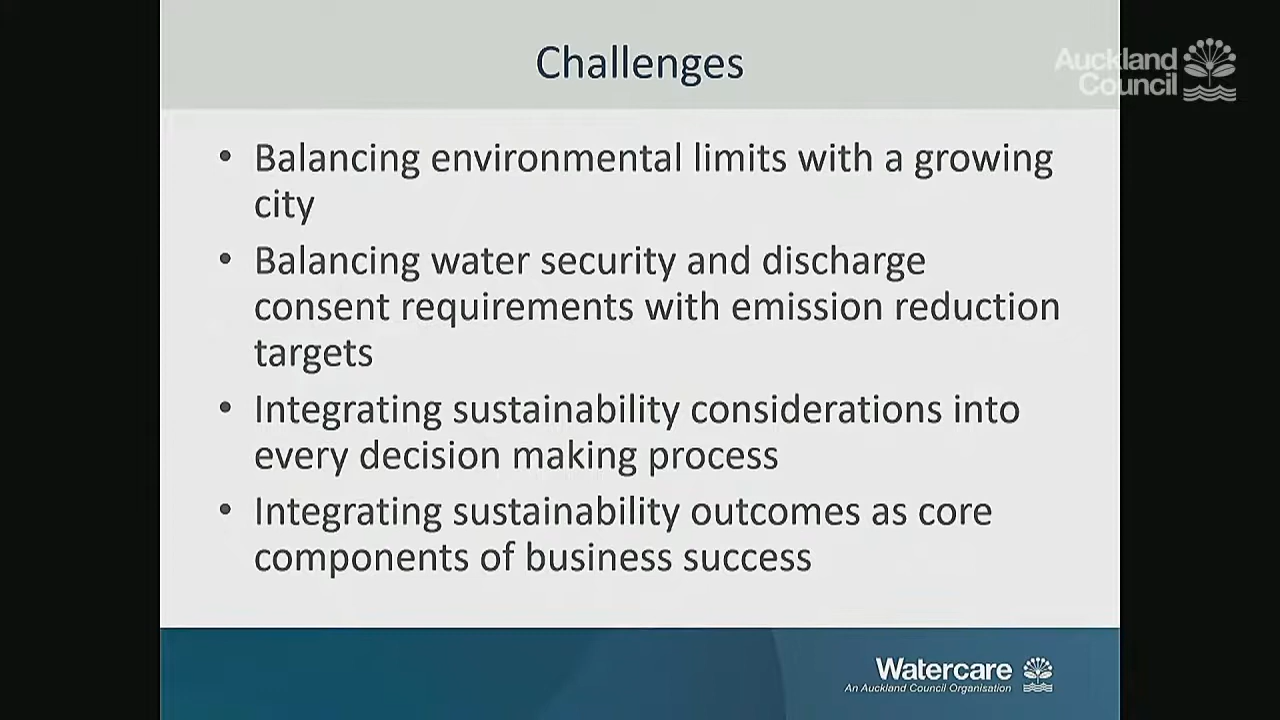 Challenges
Auckland
Council
• Balancing environmental limits with a growing
city
• Balancing water security and discharge
consent requirements with emission reduction
targets
• Integrating sustainability considerations into
every decision making process
• Integrating sustainability outcomes as core
components of business success
Watercare
An Auckland Council Organisation